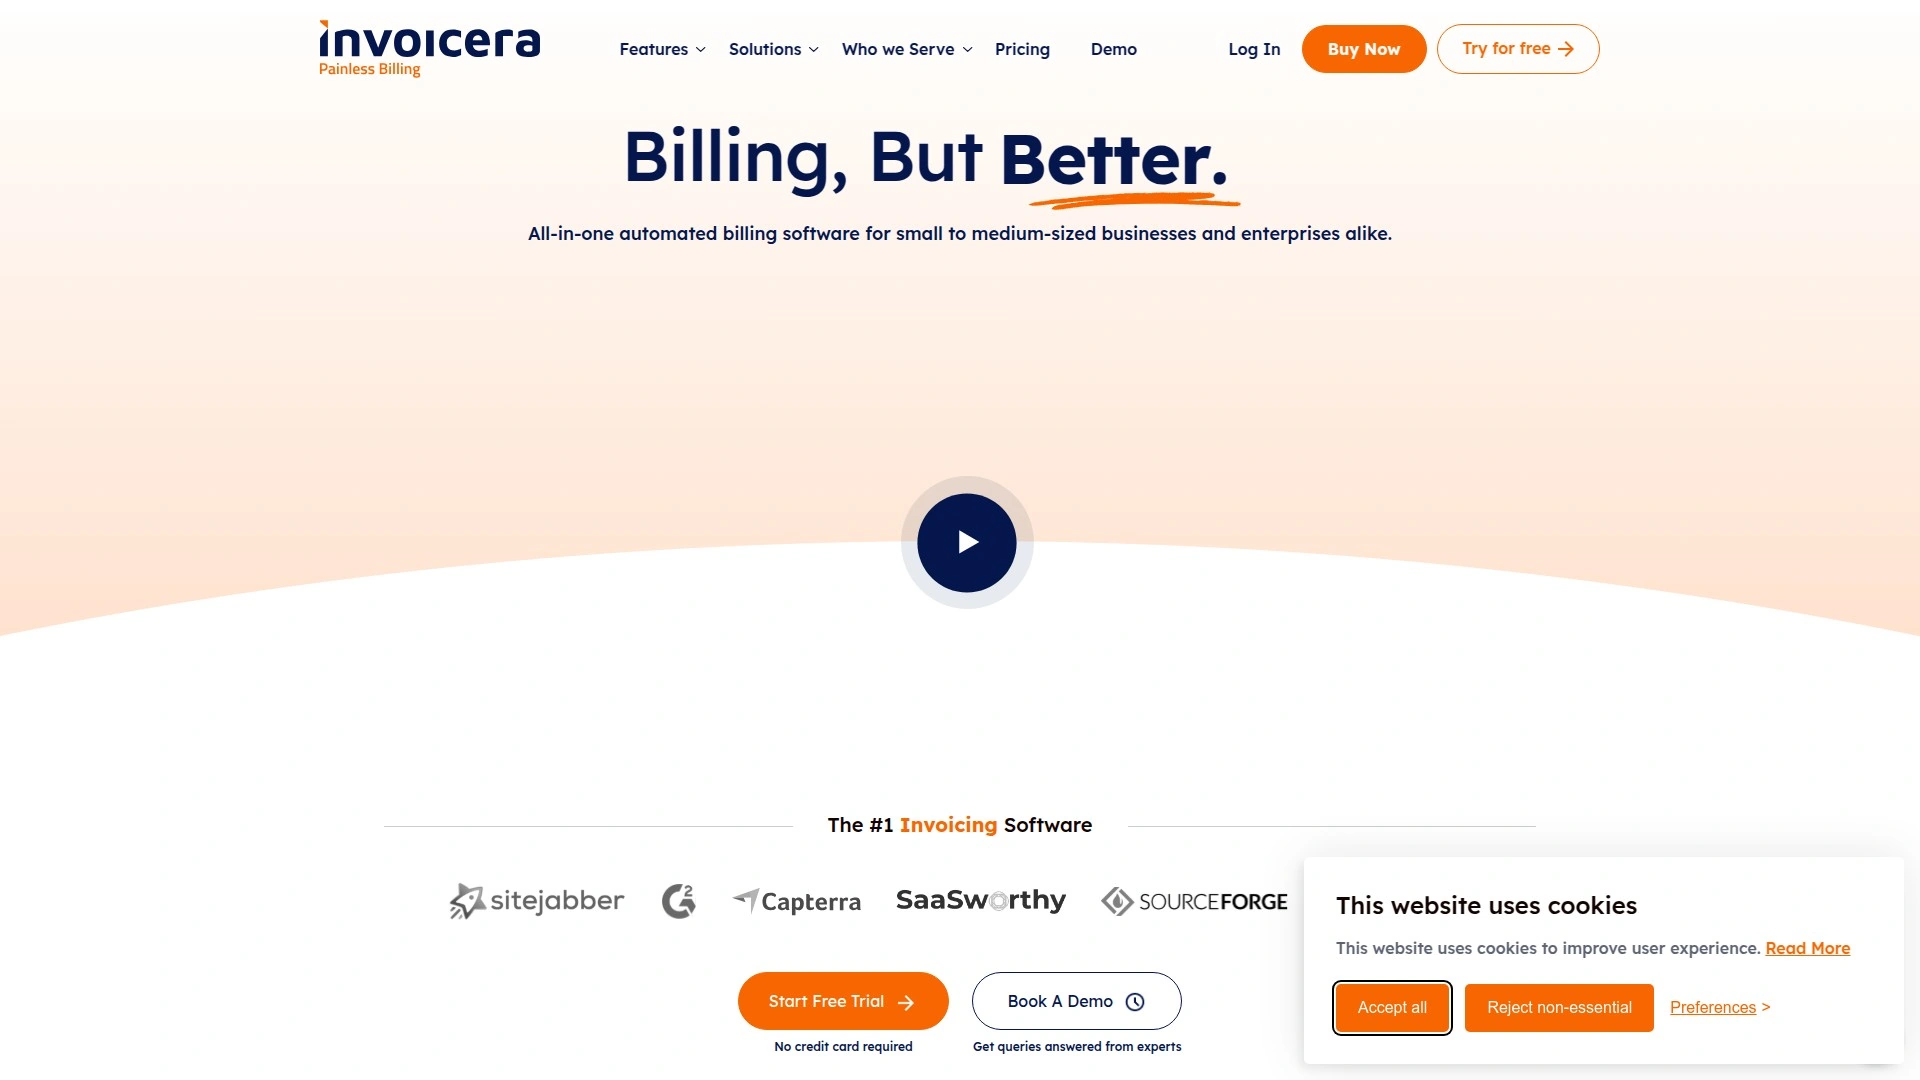 invoicera
Painless Billing
Features
Solutions
Who we Serve
Pricing
Demo
Log In
Buy Now
Try for free
Billing, But Better.
All-in-one automated billing software for small to medium-sized businesses and enterprises alike.
The #1 Invoicing Software
sitejabber
G2
Capterra
SaaSworthy
SOURCEFORGE
Start Free Trial
No credit card required
Book A Demo
Get queries answered from experts
This website uses cookies
This website uses cookies to improve user experience. Read More
Accept all
Reject non-essential
Preferences >